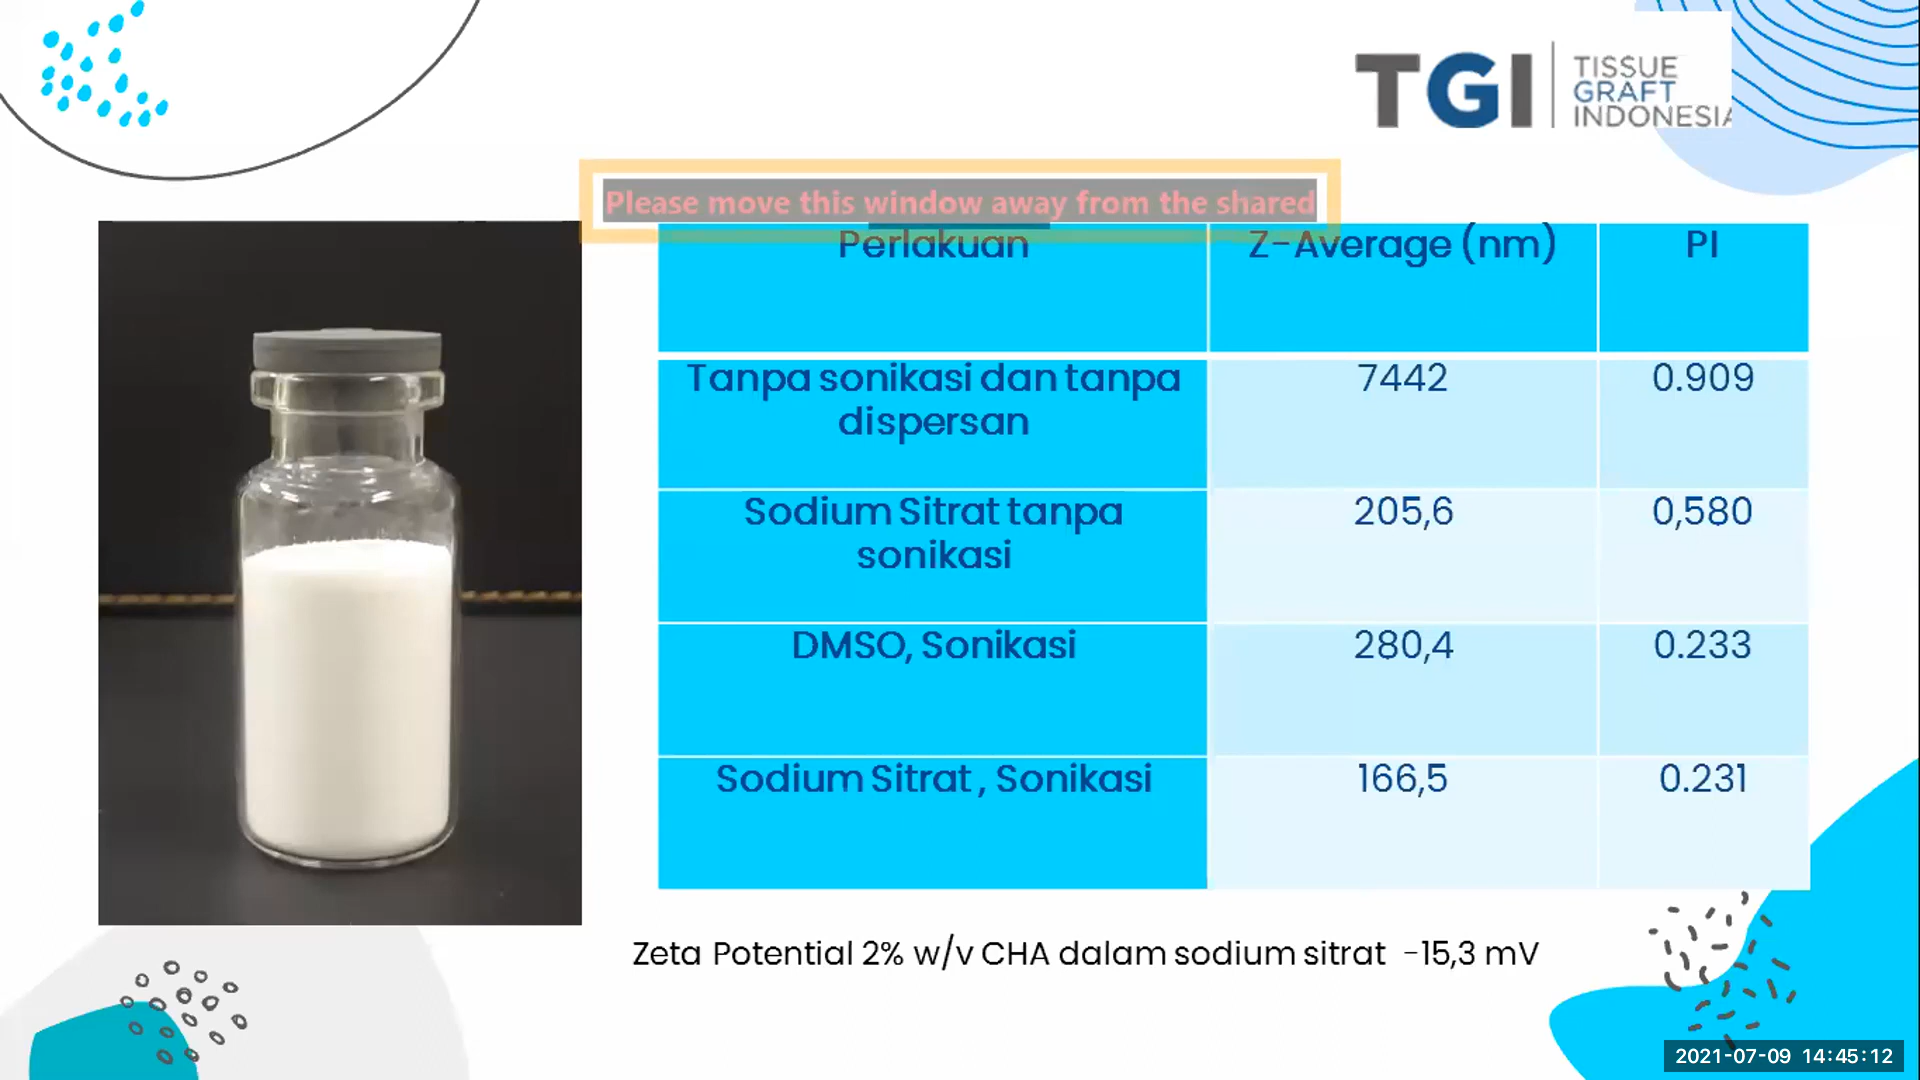 TGI
TISSUE
GRAFT
INDONESIA
Please move this window away from the shared
Perlakuan Z-Average (nm) PI
Tanpa sonikasi dan tanpa 7442 0.909
dispersan
Sodium Sitrat tanpa 205,6 0,580
sonikasi
DMSO, Sonikasi 280,4 0.233
Sodium Sitrat , Sonikasi 166,5 0.231
Zeta Potential 2% w/v CHA dalam sodium sitrat -15,3 mV
2021-07-09 14:45:12